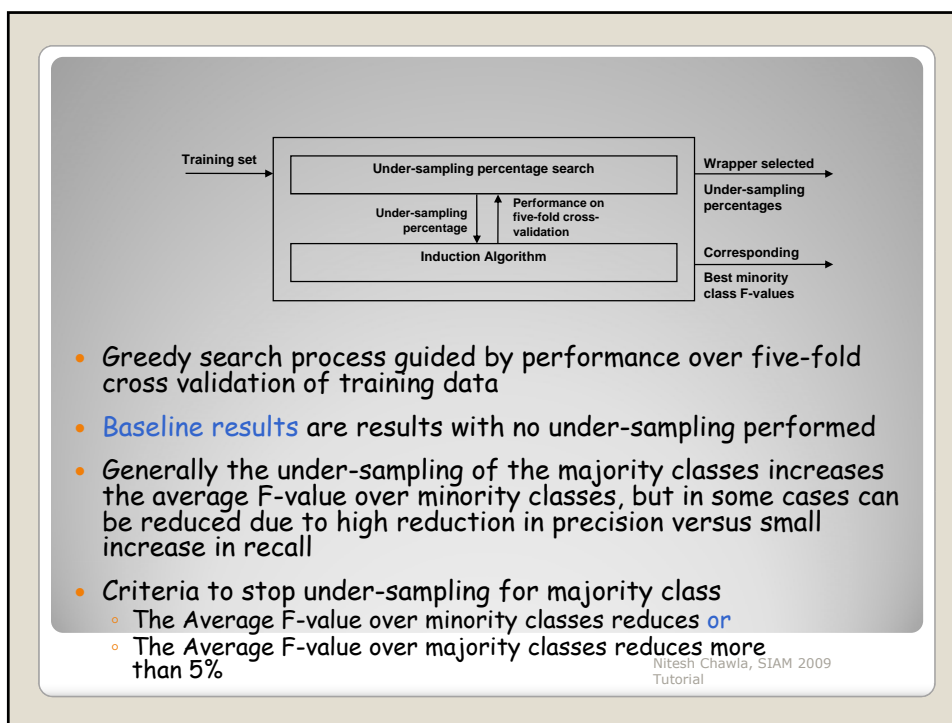 Training set
Under-sampling percentage search
Under-sampling
percentage
Performance on
five-fold cross-
validation
Induction Algorithm
Wrapper selected
Under-sampling
percentages
Corresponding
Best minority
class F-values
• Greedy search process guided by performance over five-fold
cross validation of training data
• Baseline results are results with no under-sampling performed
• Generally the under-sampling of the majority classes increases
the average F-value over minority classes, but in some cases can
be reduced due to high reduction in precision versus small
increase in recall
• Criteria to stop under-sampling for majority class
◦ The Average F-value over minority classes reduces or
◦ The Average F-value over majority classes reduces more
than 5%
Nitesh Chawla, SIAM 2009
Tutorial